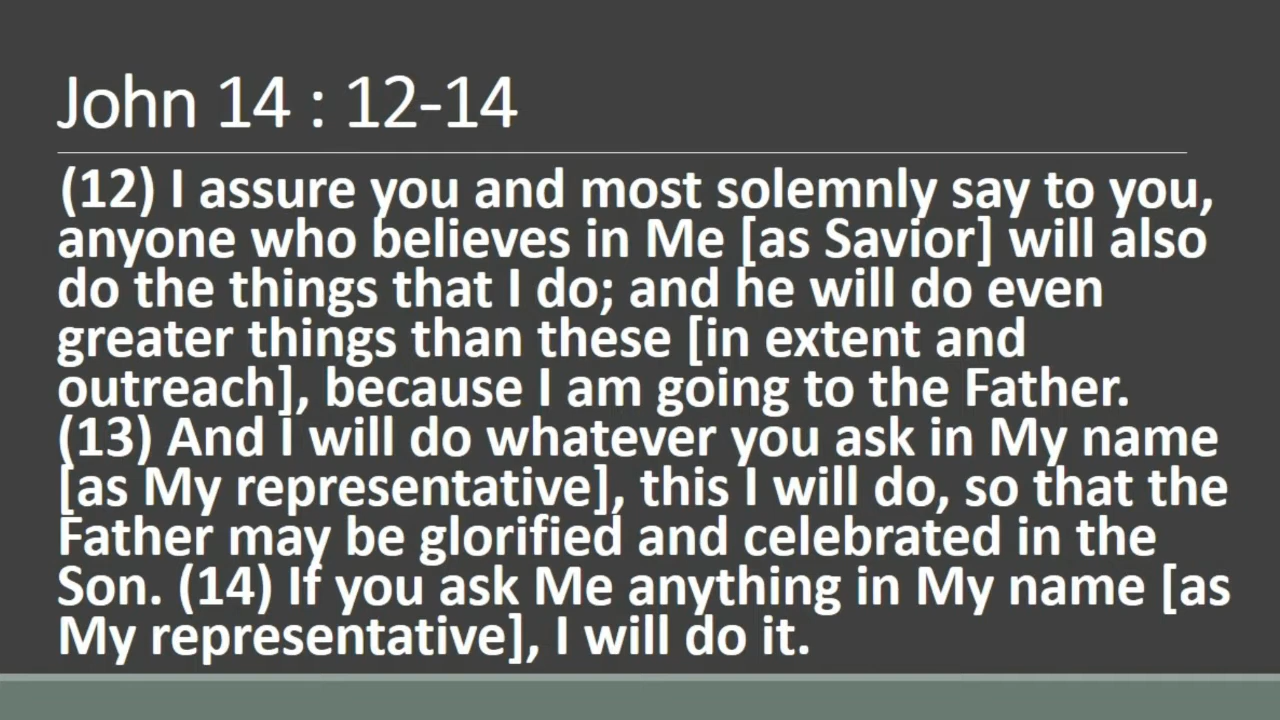 John 14 : 12-14
(12) I assure you and most solemnly say to you,
anyone who believes in Me [as Savior] will also
do the things that I do; and he will do even
greater things than these [in extent and
outreach], because I am going to the Father.
(13) And I will do whatever you ask in My name
[as My representative], this I will do, so that the
Father may be glorified and celebrated in the
Son. (14) If you ask Me anything in My name [as
My representative], I will do it.